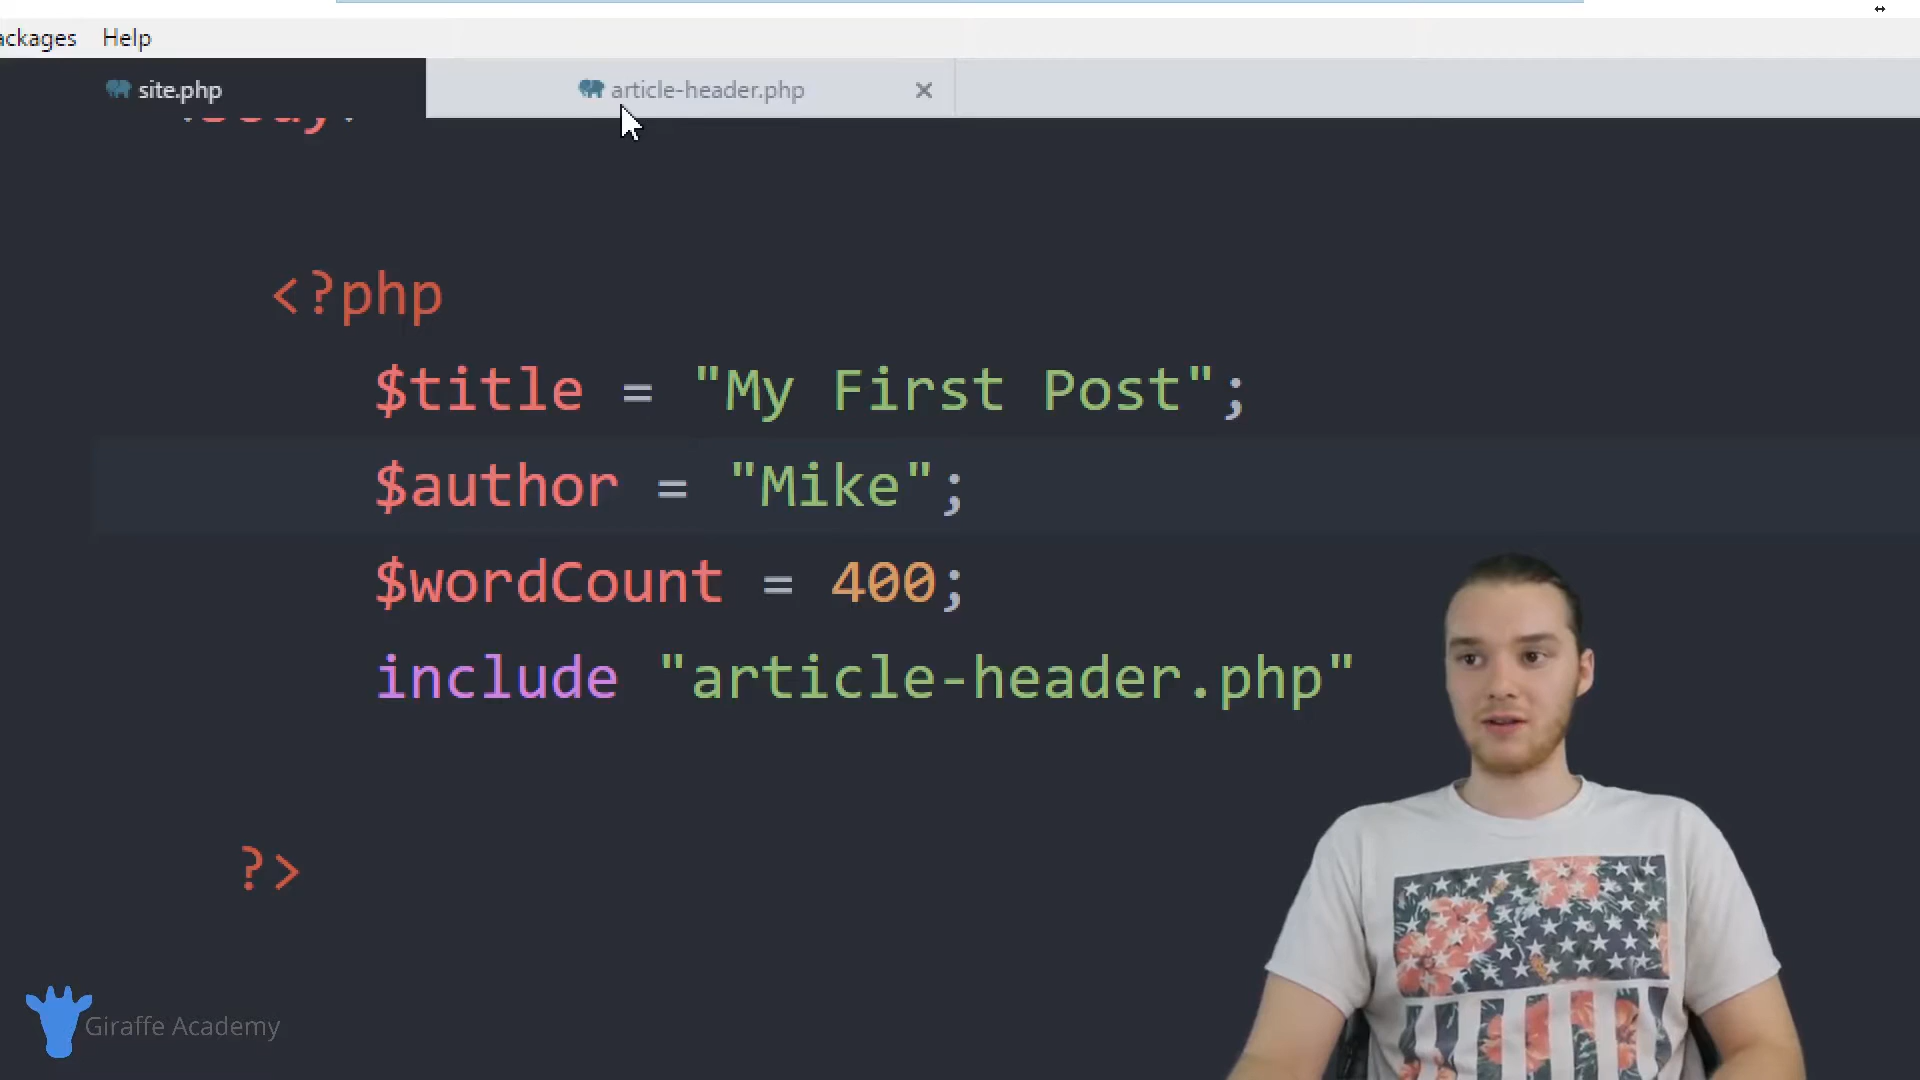 ackages Help
site.php article-header.php
<?php
$title = "My First Post";
$author = "Mike";
$wordCount = 400;
include "article-header.php"
?>
Giraffe Academy